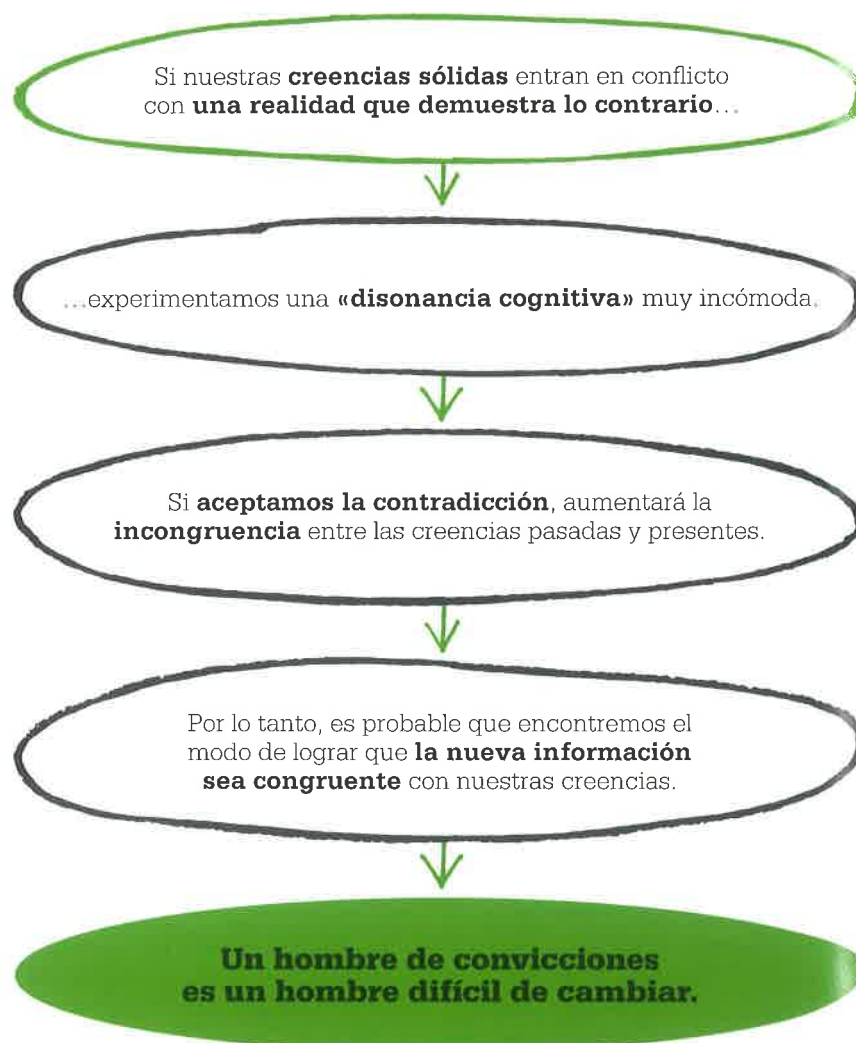 Si nuestras creencias sólidas entran en conflicto
con una realidad que demuestra lo contrario...
...experimentamos una «disonancia cognitiva» muy incómoda.
Si aceptamos la contradicción, aumentará la
incongruencia entre las creencias pasadas y presentes.
Por lo tanto, es probable que encontremos el
modo de lograr que la nueva información
sea congruente con nuestras creencias.
Un hombre de convicciones
es un hombre difícil de cambiar.